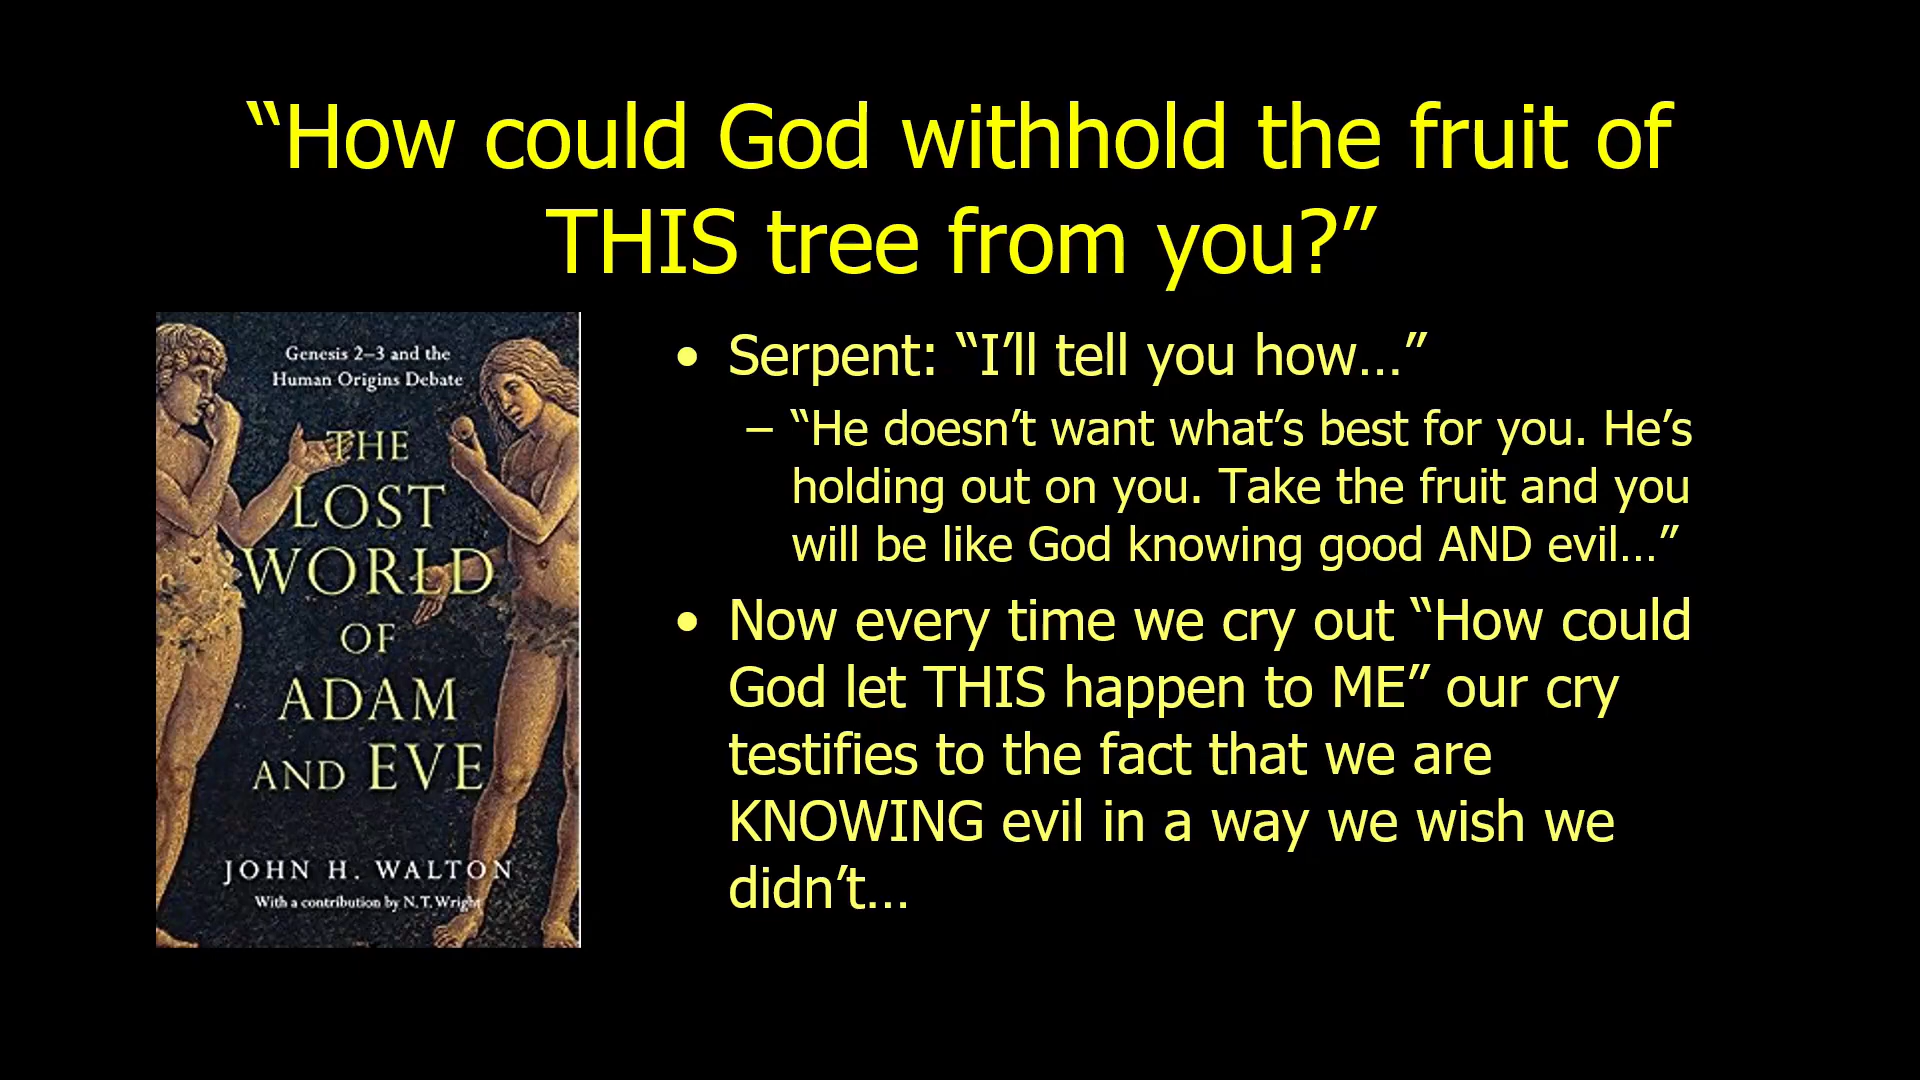 “How could God withhold the fruit of
THIS tree from you?”
Genesis 2–3 and the
Human Origins Debate
THE
LOST
WORLD
OF
ADAM
AND EVE
JOHN H. WALTON
With a contribution by N. T. Wright
• Serpent: “I’ll tell you how…”
– “He doesn’t want what’s best for you. He’s
holding out on you. Take the fruit and you
will be like God knowing good AND evil…”
• Now every time we cry out “How could
God let THIS happen to ME” our cry
testifies to the fact that we are
KNOWING evil in a way we wish we
didn’t…